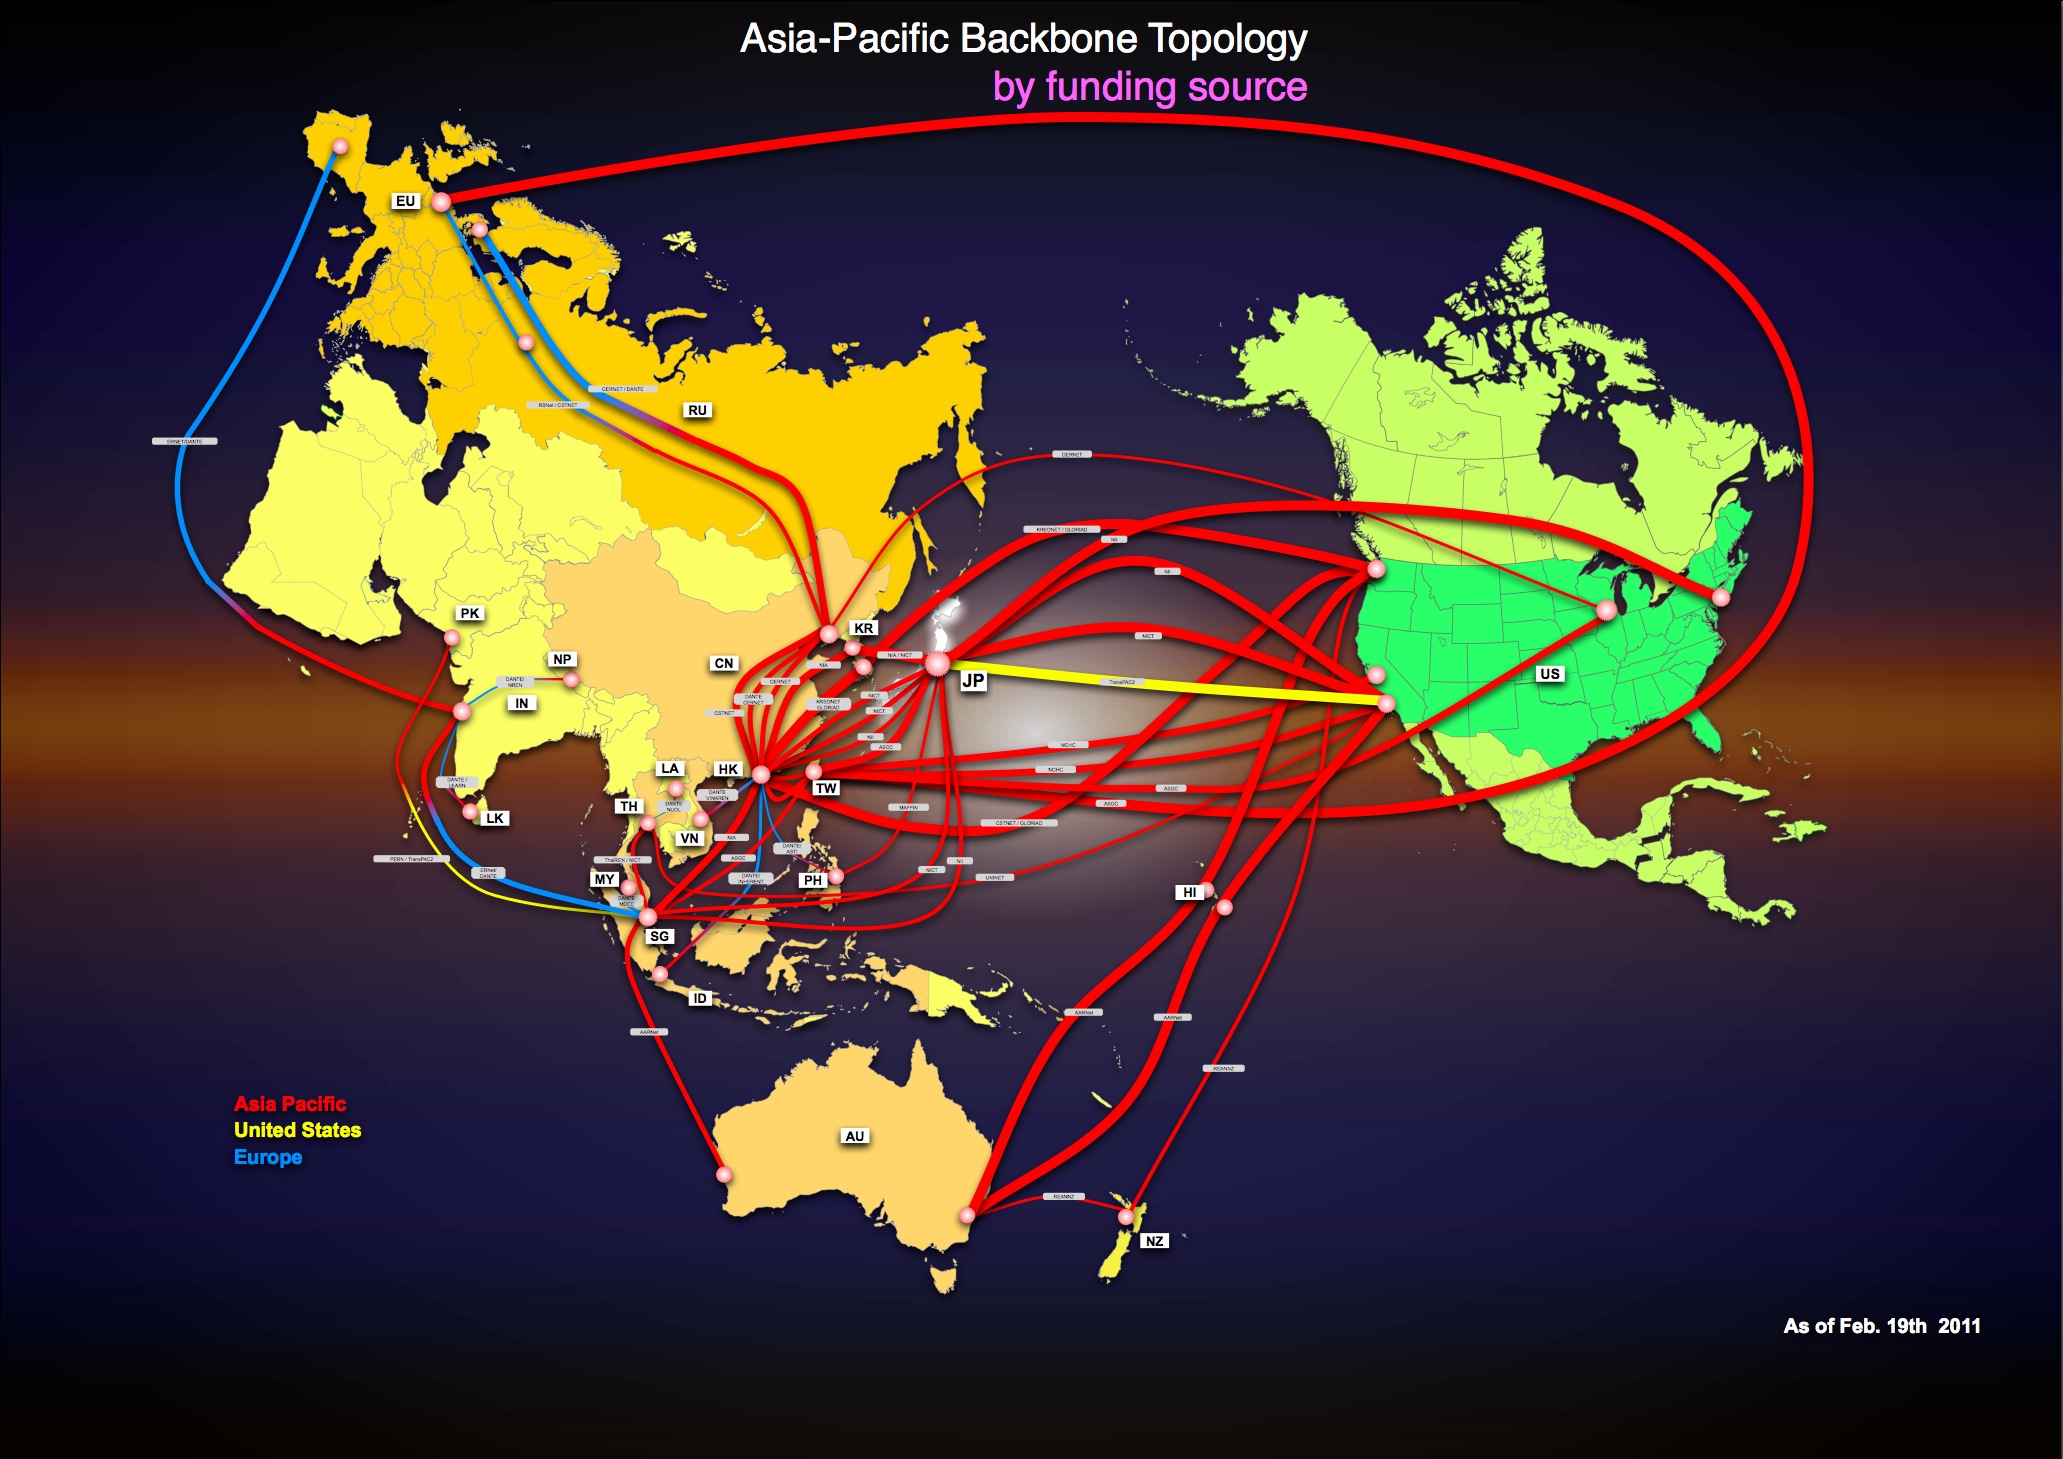 Asia-Pacific Backbone Topology
by funding source
EU
CERNET / DANTE
RBNet / CSTNET
RU
ERNET/DANTE
CERNET
KREONET / GLORIAD
NII
NII
PK
KR
NICT
NIA / NICT
NP
CN
NIA
JP
US
DANTE/
NREN
IN
CERNET
TransPAC2
DANTE
CERNET
KREONET
GLORIAD
NICT
NICT
CSTNET
NII
ASCC
NCHC
LA
HK
NCHC
DANTE /
LEARN
TW
ASGC
DANTE
VINAREN
TH
DANTE
NUOL
ASGC
MAFFIN
LK
CSTNET / GLORIAD
VN
NIA
DANTE/
ASTI
PERN / TransPAC2
ThaiREN / NICT
ASGC
NII
ERNet/
DANTE
NICT
MY
DANTE/
INHERENT
PH
UNINET
HI
DANTE
MDEC
SG
ID
AARNet
AARNet
AARNet
REANNZ
Asia Pacific
United States
Europe
AU
REANNZ
NZ
As of Feb. 19th 2011